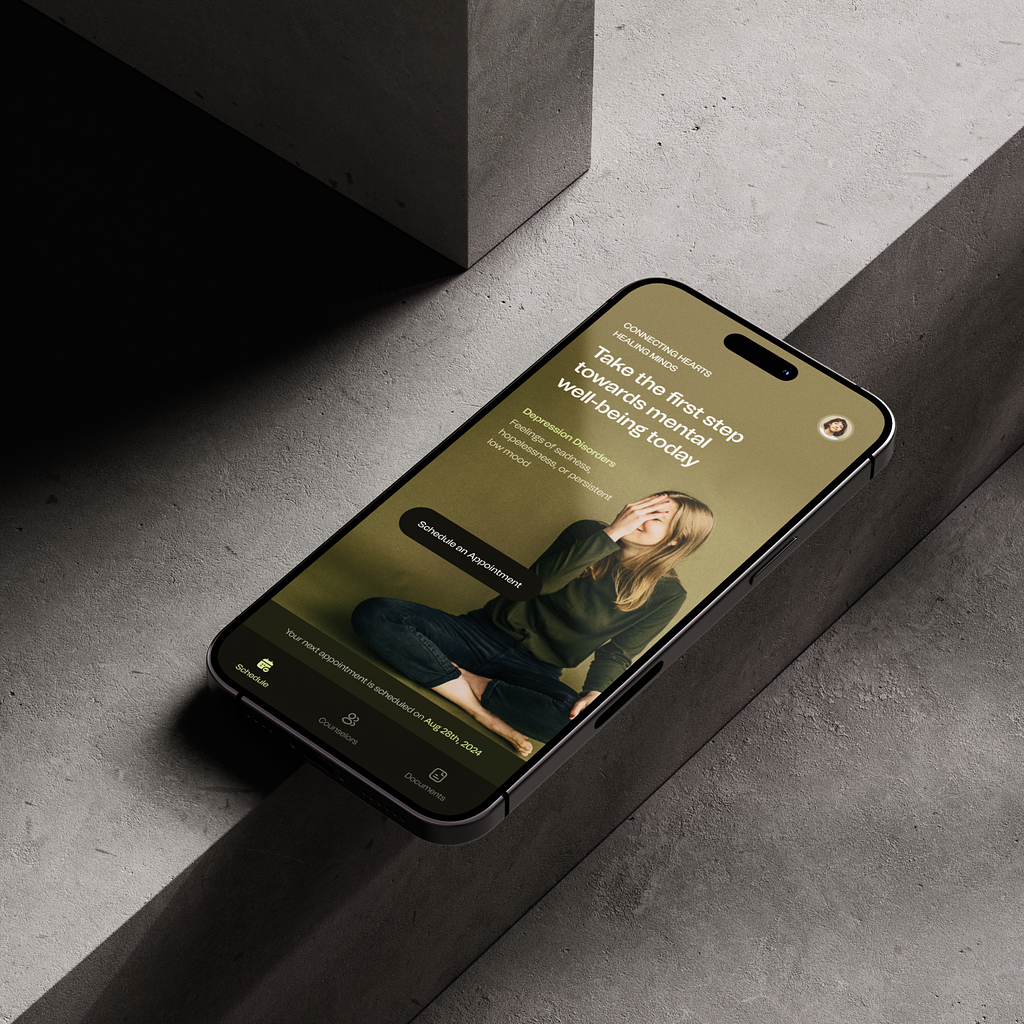 CONNECTING HEARTS
HEALING MINDS
Take the first step
towards mental
well-being today
Depression Disorders
Feelings of sadness,
hopelessness, or persistent
low mood
Schedule an Appointment
Your next appointment is scheduled on Aug 28th, 2024
Schedule
Counselors
Documents